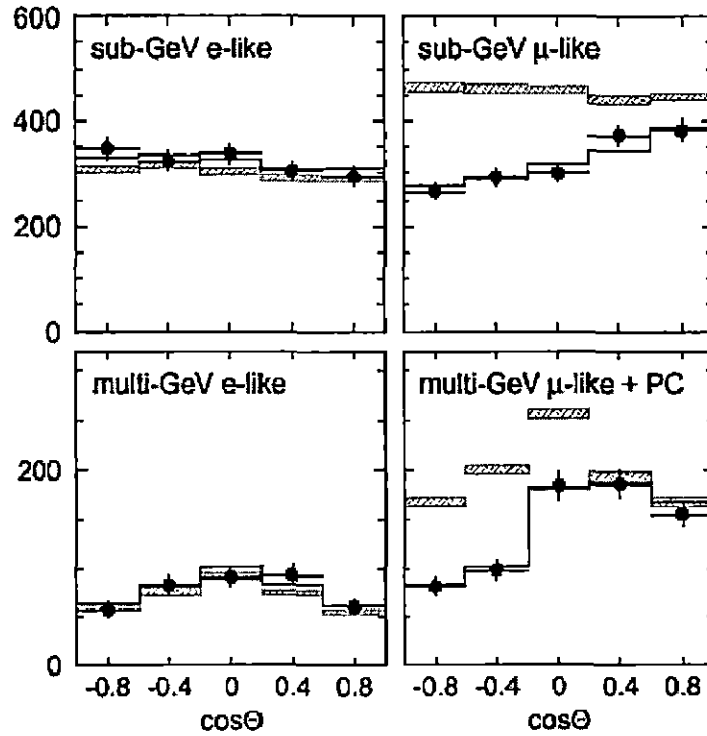 600
sub-GeV e-like
sub-GeV μ-like
400
200
0
multi-GeV e-like
multi-GeV μ-like + PC
200
0
-0.8 -0.4 0 0.4 0.8
-0.8 -0.4 0 0.4 0.8
cosΘ
cosΘ